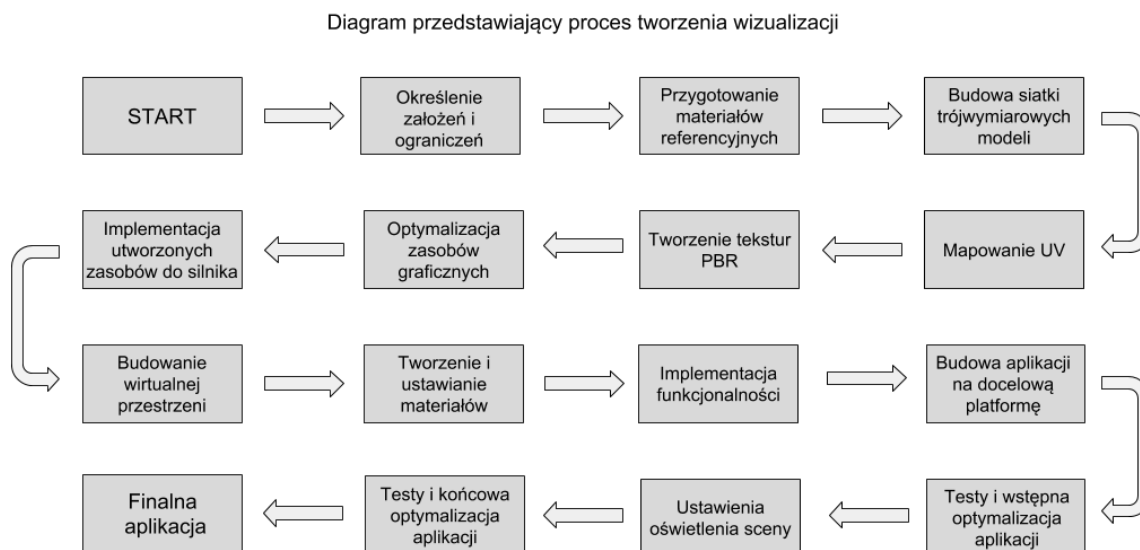 Diagram przedstawiający proces tworzenia wizualizacji
START
Określenie
założeń i
ograniczeń
Przygotowanie
materiałów
referencyjnych
Budowa siatki
trójwymiarowych
modeli
Mapowanie UV
Tworzenie tekstur
PBR
Optymalizacja
zasobów
graficznych
Implementacja
utworzonych
zasobów do silnika
Budowanie
wirtualnej
przestrzeni
Tworzenie i
ustawianie
materiałów
Implementacja
funkcjonalności
Budowa aplikacji
na docelową
platformę
Testy i wstępna
optymalizacja
aplikacji
Ustawienia
oświetlenia sceny
Testy i końcowa
optymalizacja
aplikacji
Finalna
aplikacja